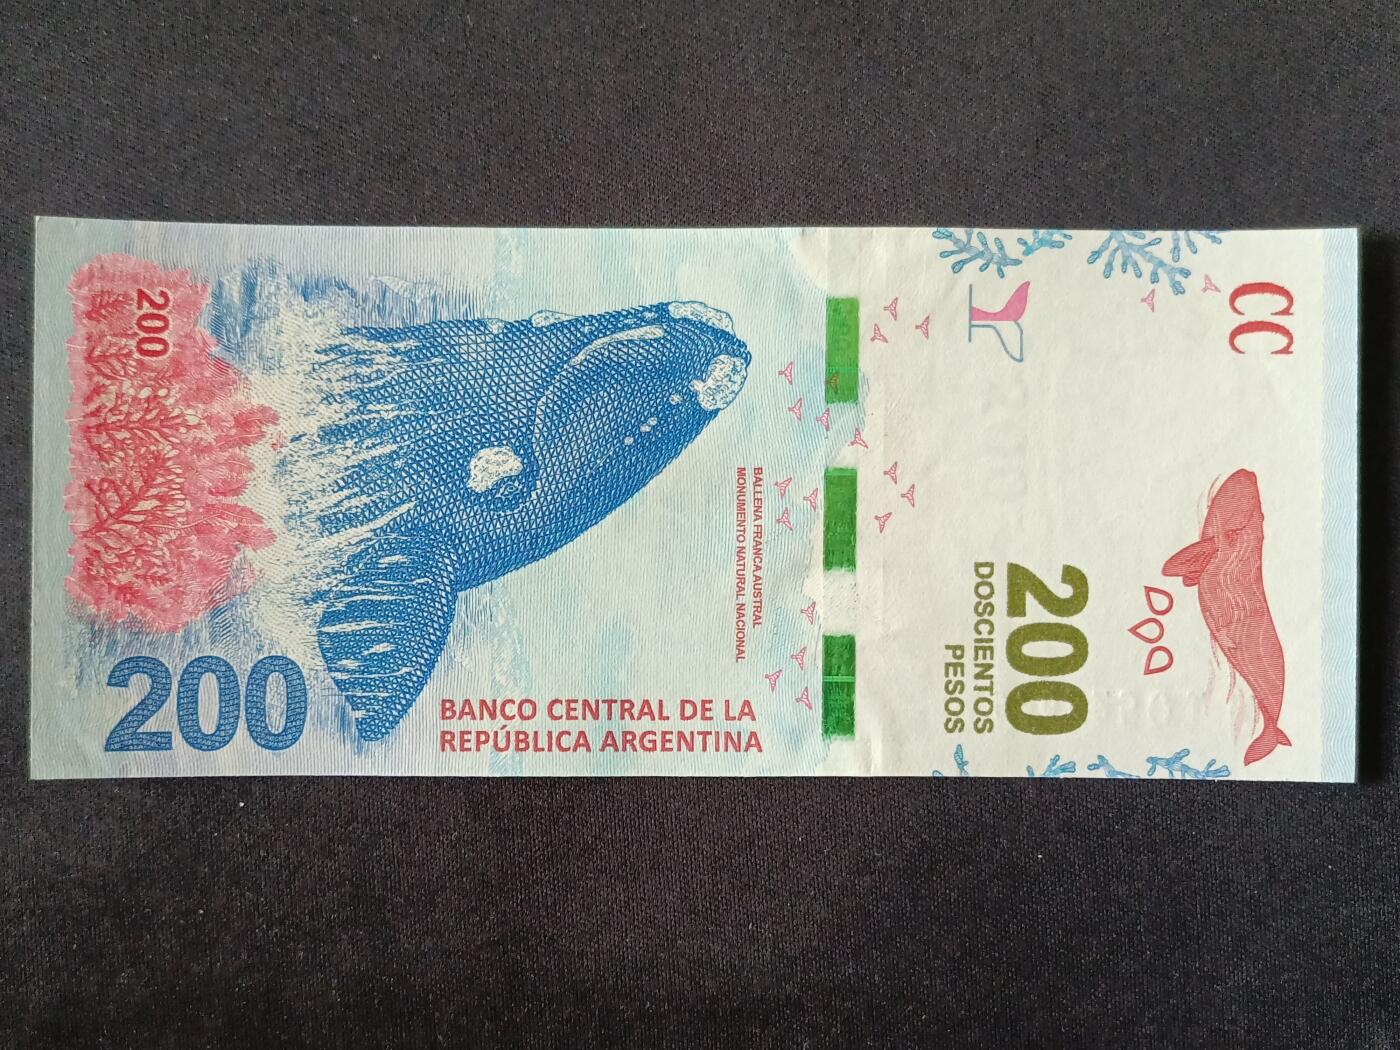 200
200
BANCO CENTRAL DE LA
REPÚBLICA ARGENTINA
BALLENA FRANCA AUSTRAL
MONUMENTO NATURAL NACIONAL
CC
200
DOSCIENTOS
PESOS